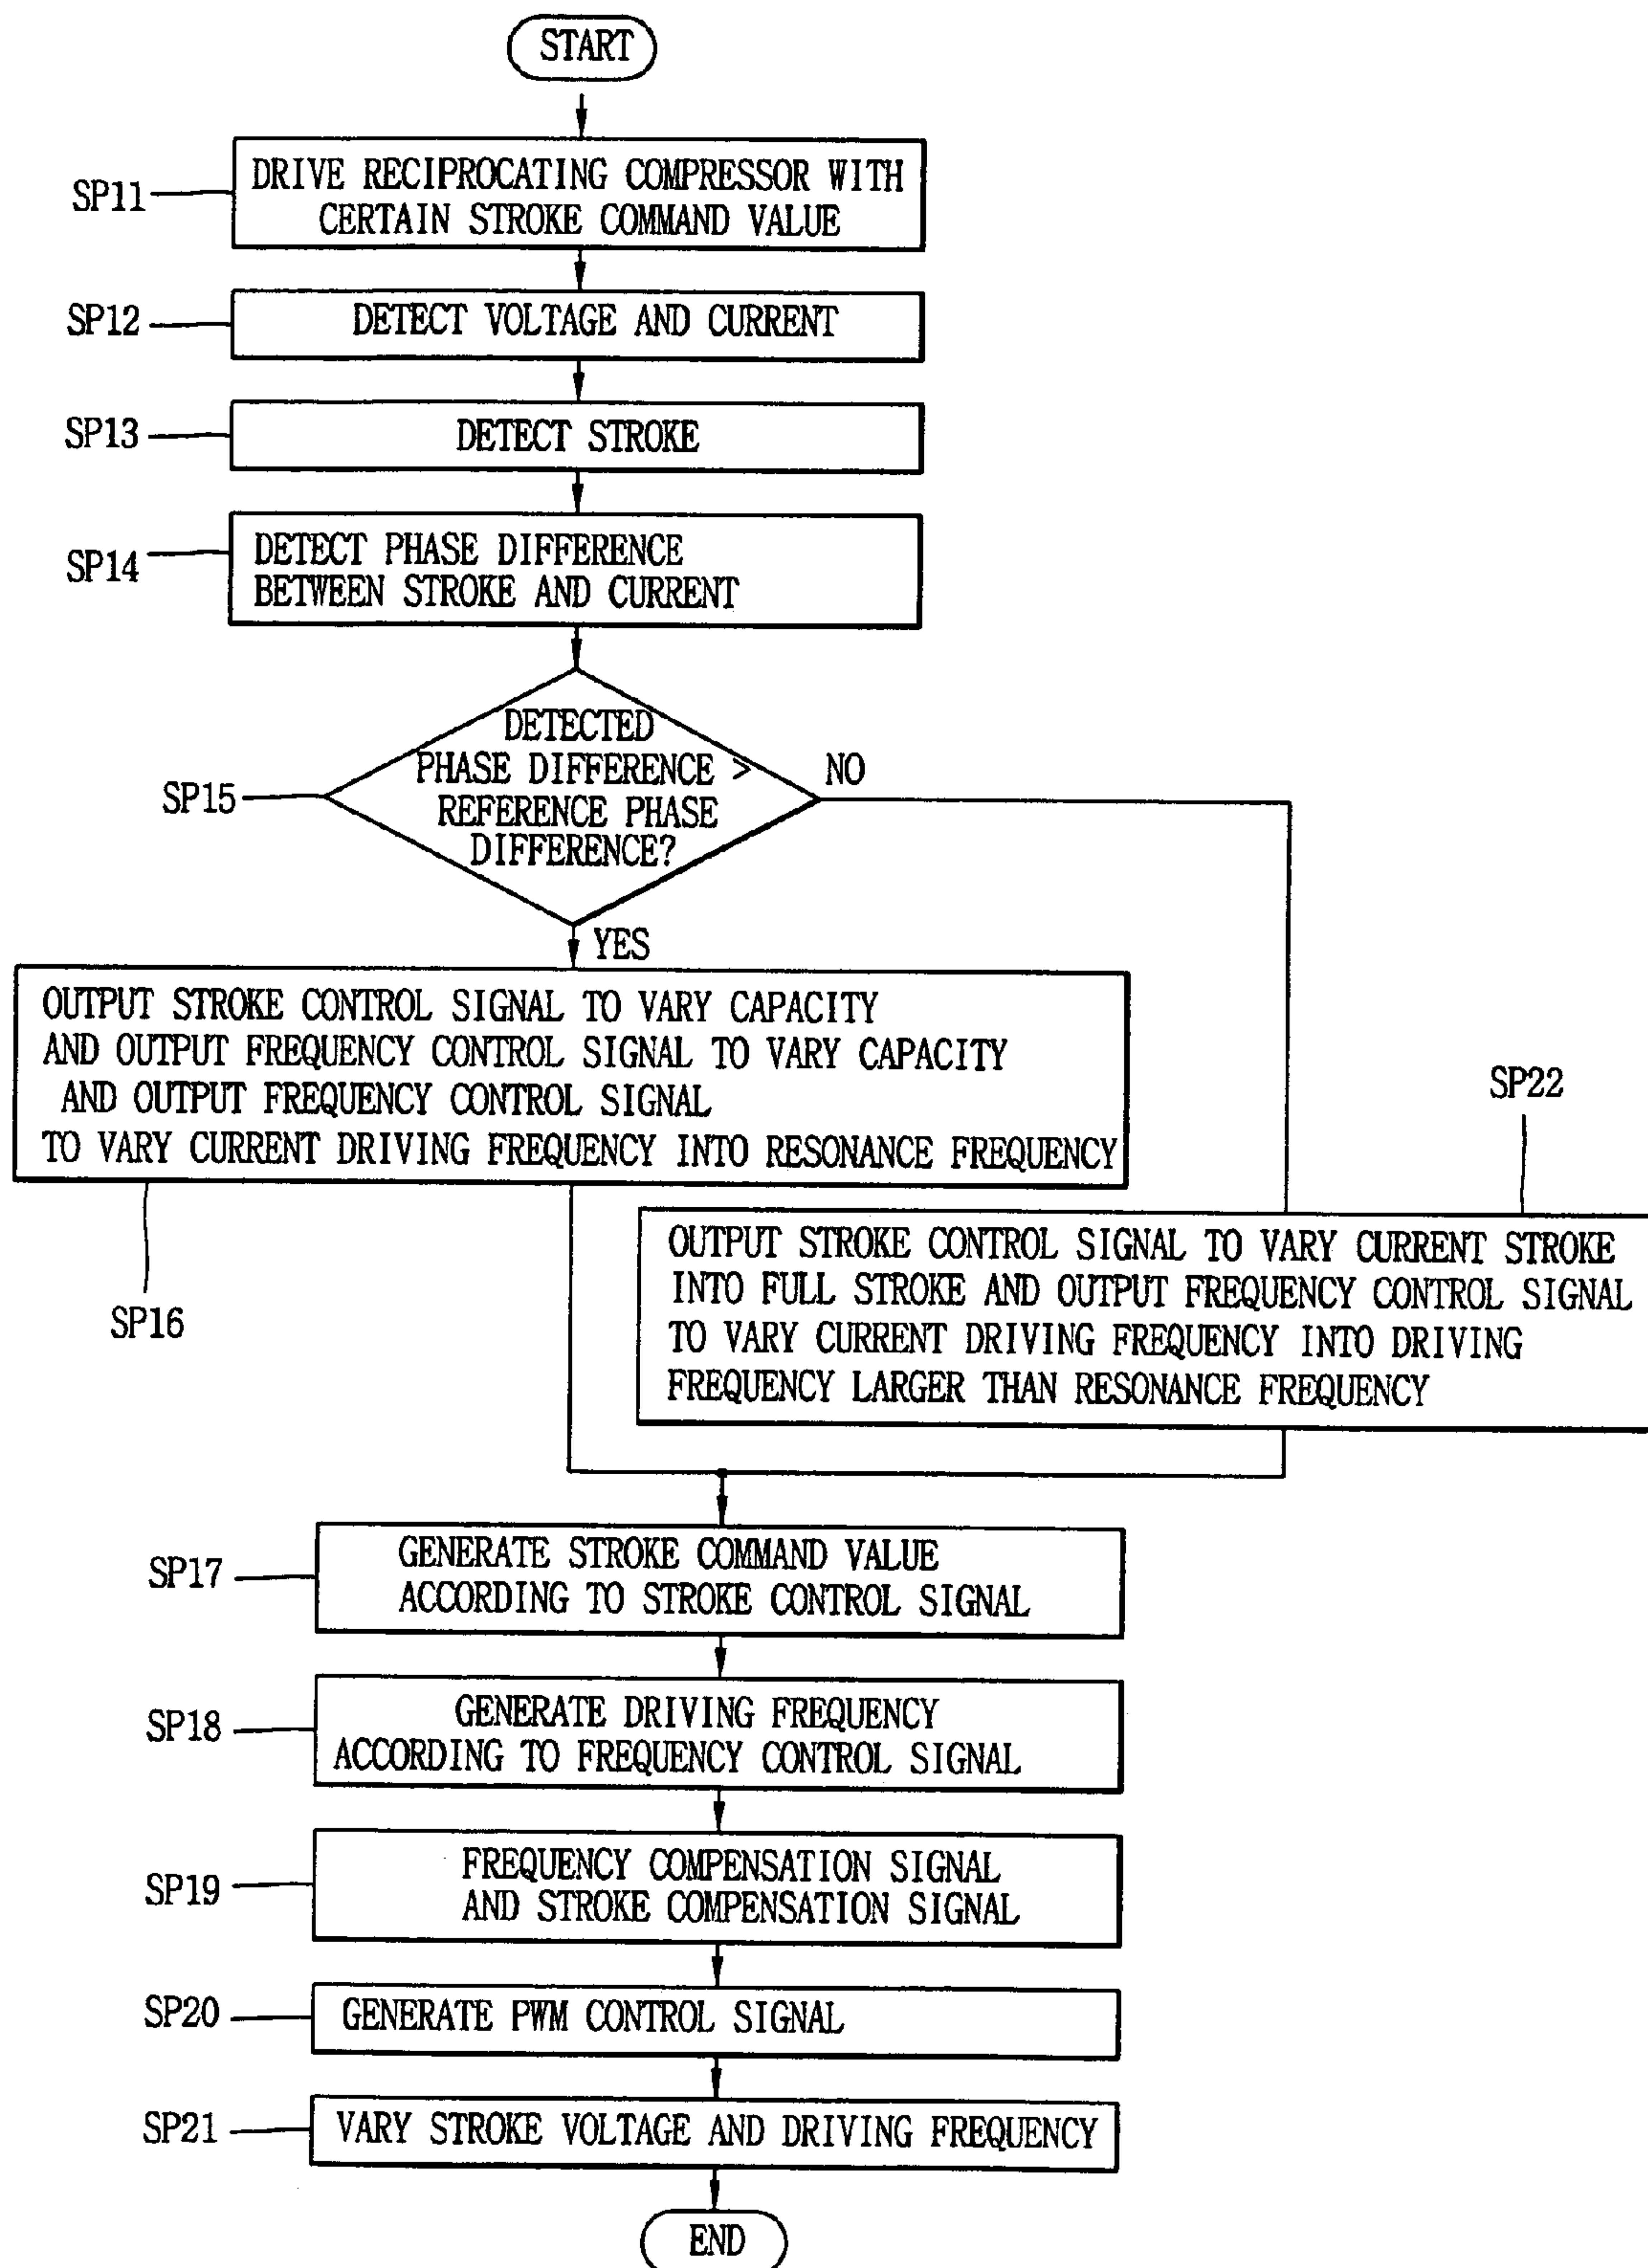 START
SP11
DRIVE RECIPROCATING COMPRESSOR WITH
CERTAIN STROKE COMMAND VALUE
SP12
DETECT VOLTAGE AND CURRENT
SP13
DETECT STROKE
SP14
DETECT PHASE DIFFERENCE
BETWEEN STROKE AND CURRENT
SP15
DETECTED
PHASE DIFFERENCE >
REFERENCE PHASE
DIFFERENCE?
NO
YES
OUTPUT STROKE CONTROL SIGNAL TO VARY CAPACITY
AND OUTPUT FREQUENCY CONTROL SIGNAL TO VARY CAPACITY
AND OUTPUT FREQUENCY CONTROL SIGNAL
TO VARY CURRENT DRIVING FREQUENCY INTO RESONANCE FREQUENCY
SP16
SP22
OUTPUT STROKE CONTROL SIGNAL TO VARY CURRENT STROKE
INTO FULL STROKE AND OUTPUT FREQUENCY CONTROL SIGNAL
TO VARY CURRENT DRIVING FREQUENCY INTO DRIVING
FREQUENCY LARGER THAN RESONANCE FREQUENCY
SP17
GENERATE STROKE COMMAND VALUE
ACCORDING TO STROKE CONTROL SIGNAL
SP18
GENERATE DRIVING FREQUENCY
ACCORDING TO FREQUENCY CONTROL SIGNAL
SP19
FREQUENCY COMPENSATION SIGNAL
AND STROKE COMPENSATION SIGNAL
SP20
GENERATE PWM CONTROL SIGNAL
SP21
VARY STROKE VOLTAGE AND DRIVING FREQUENCY
END